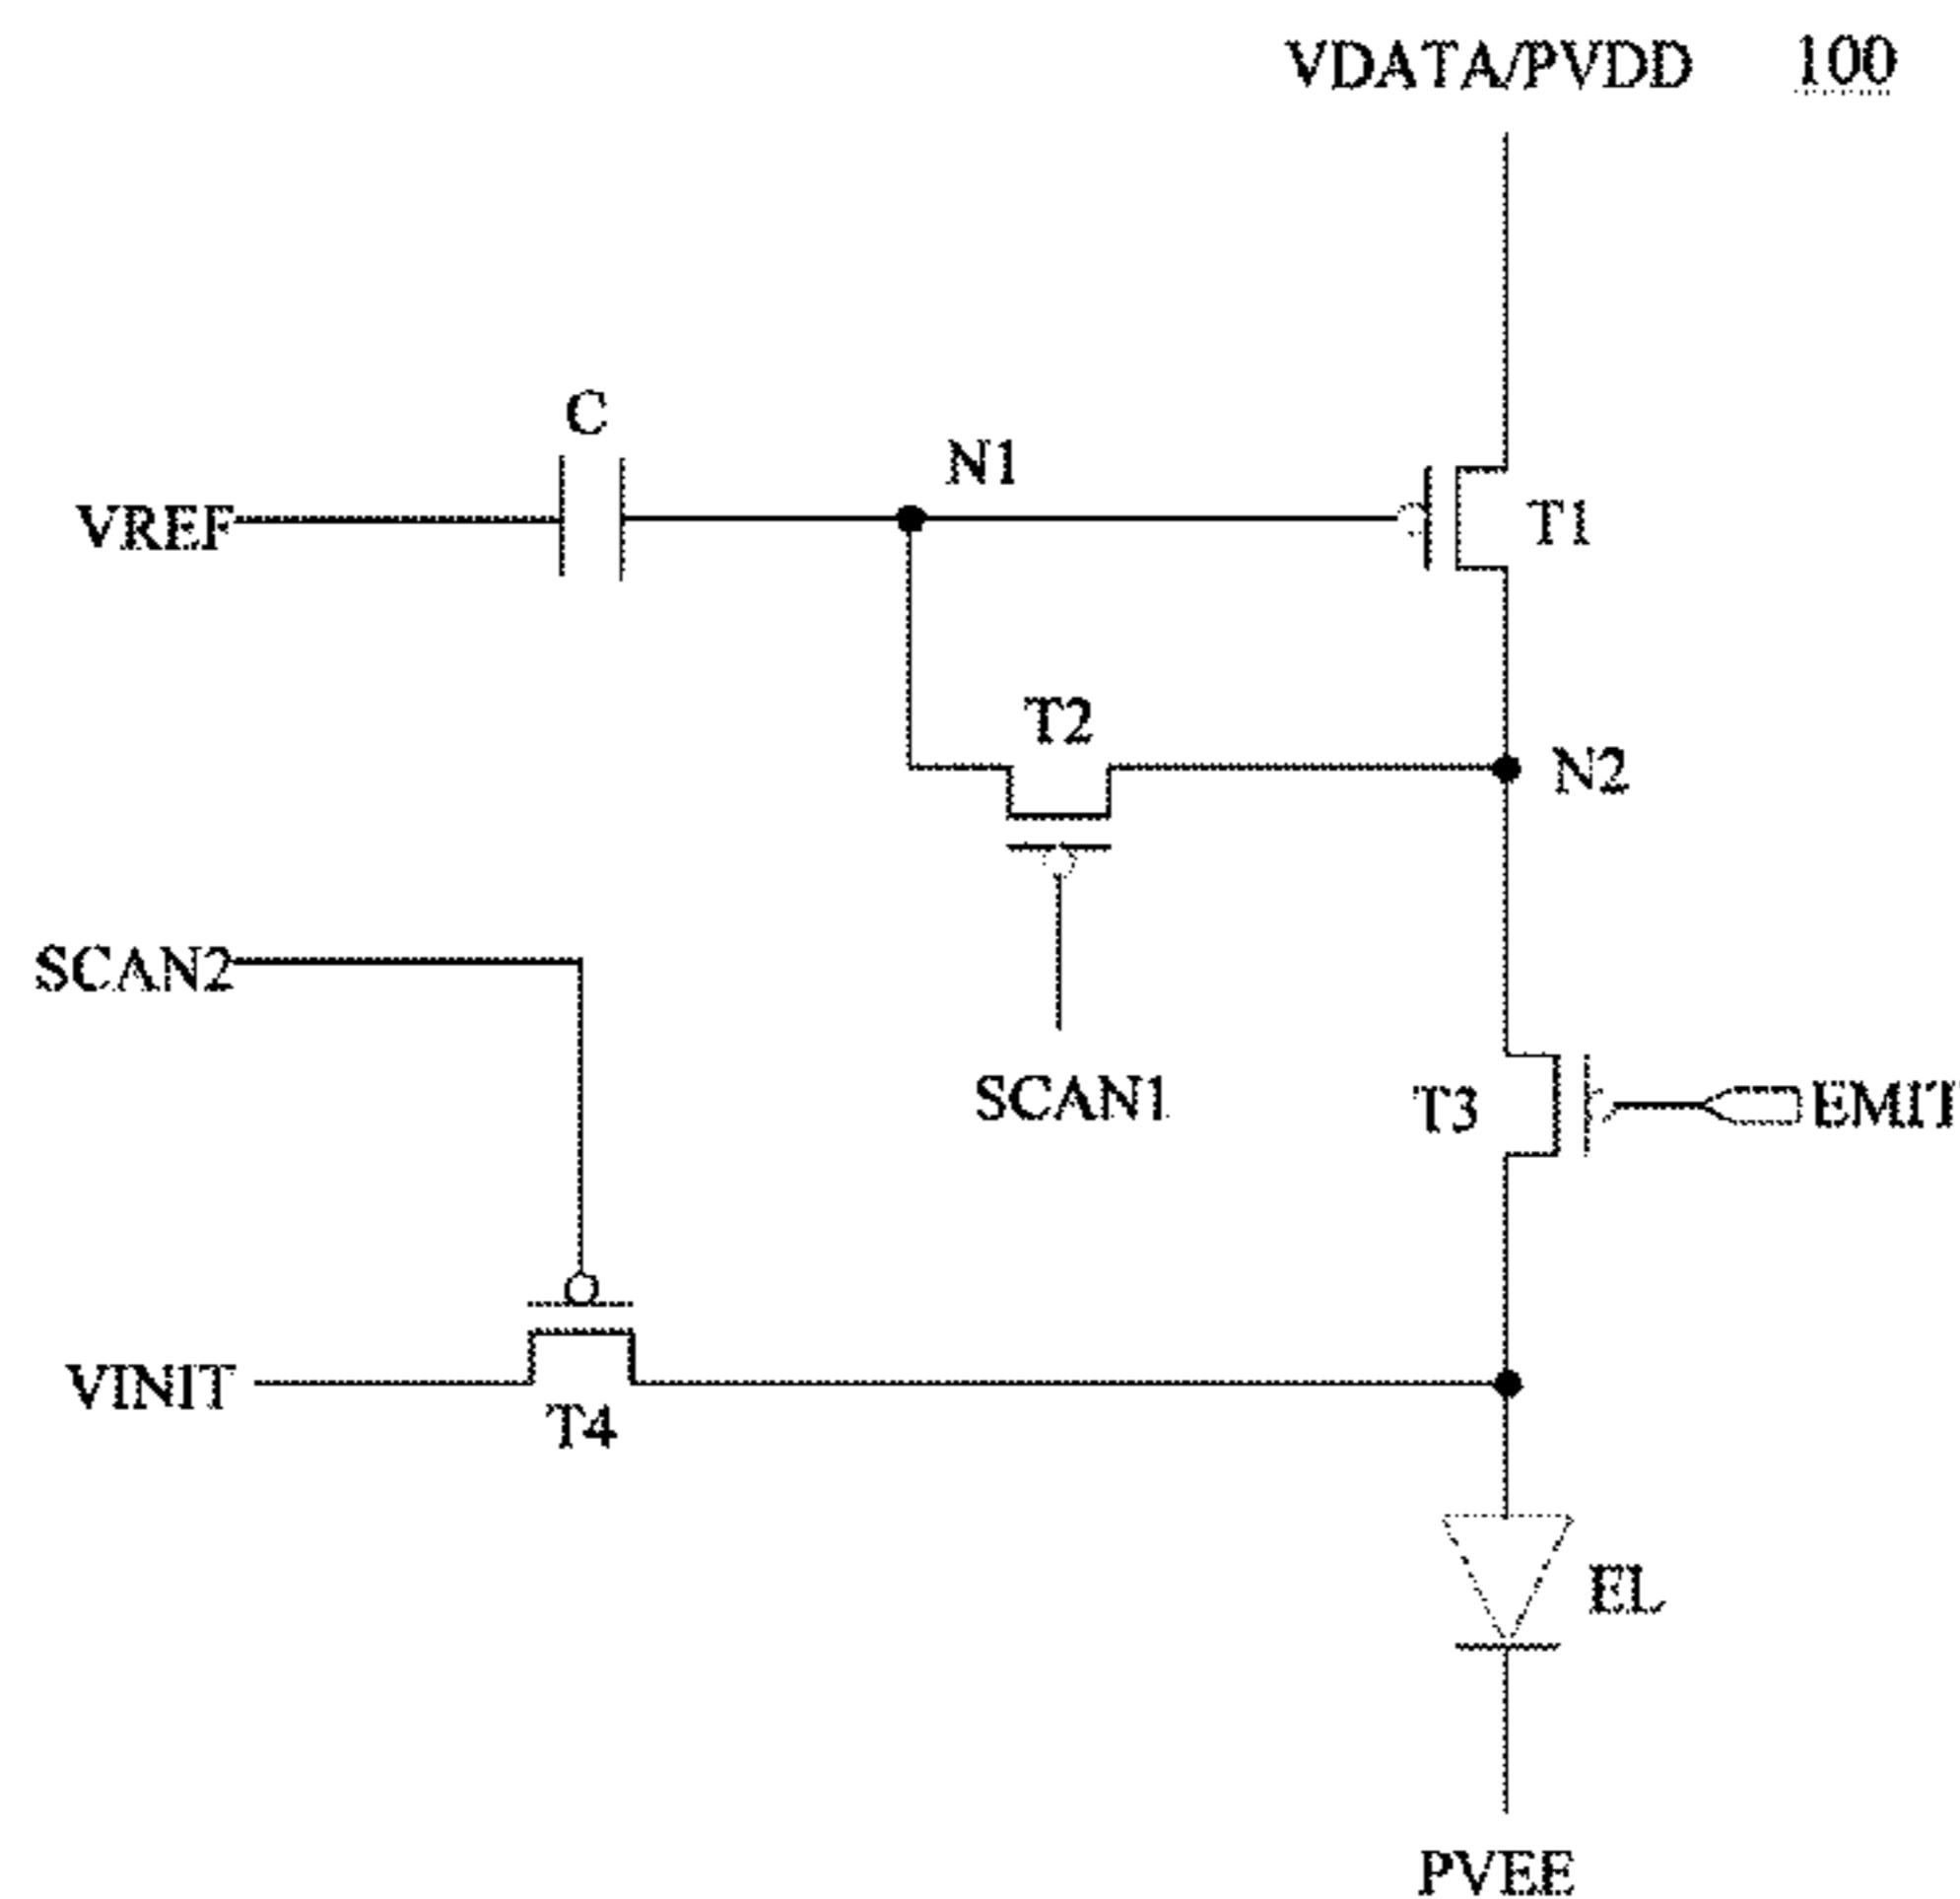 VDATA/PVDD 100
C
N1
VREF
T1
T2
N2
SCAN2
SCAN1
T3
EMIT
VINIT
T4
EL
PVEE